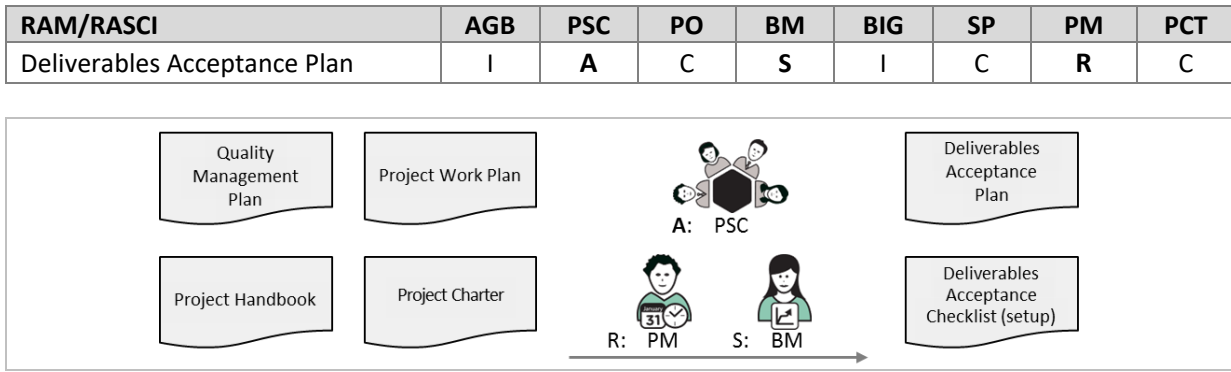 RAM/RASCI AGB PSC PO BM BIG SP PM PCT
Deliverables Acceptance Plan I A C S I C R C
Quality
Management
Plan
Project Work Plan
A: PSC
Deliverables
Acceptance
Plan
Project Handbook
Project Charter
January
31
R: PM S: BM
Deliverables
Acceptance
Checklist (setup)